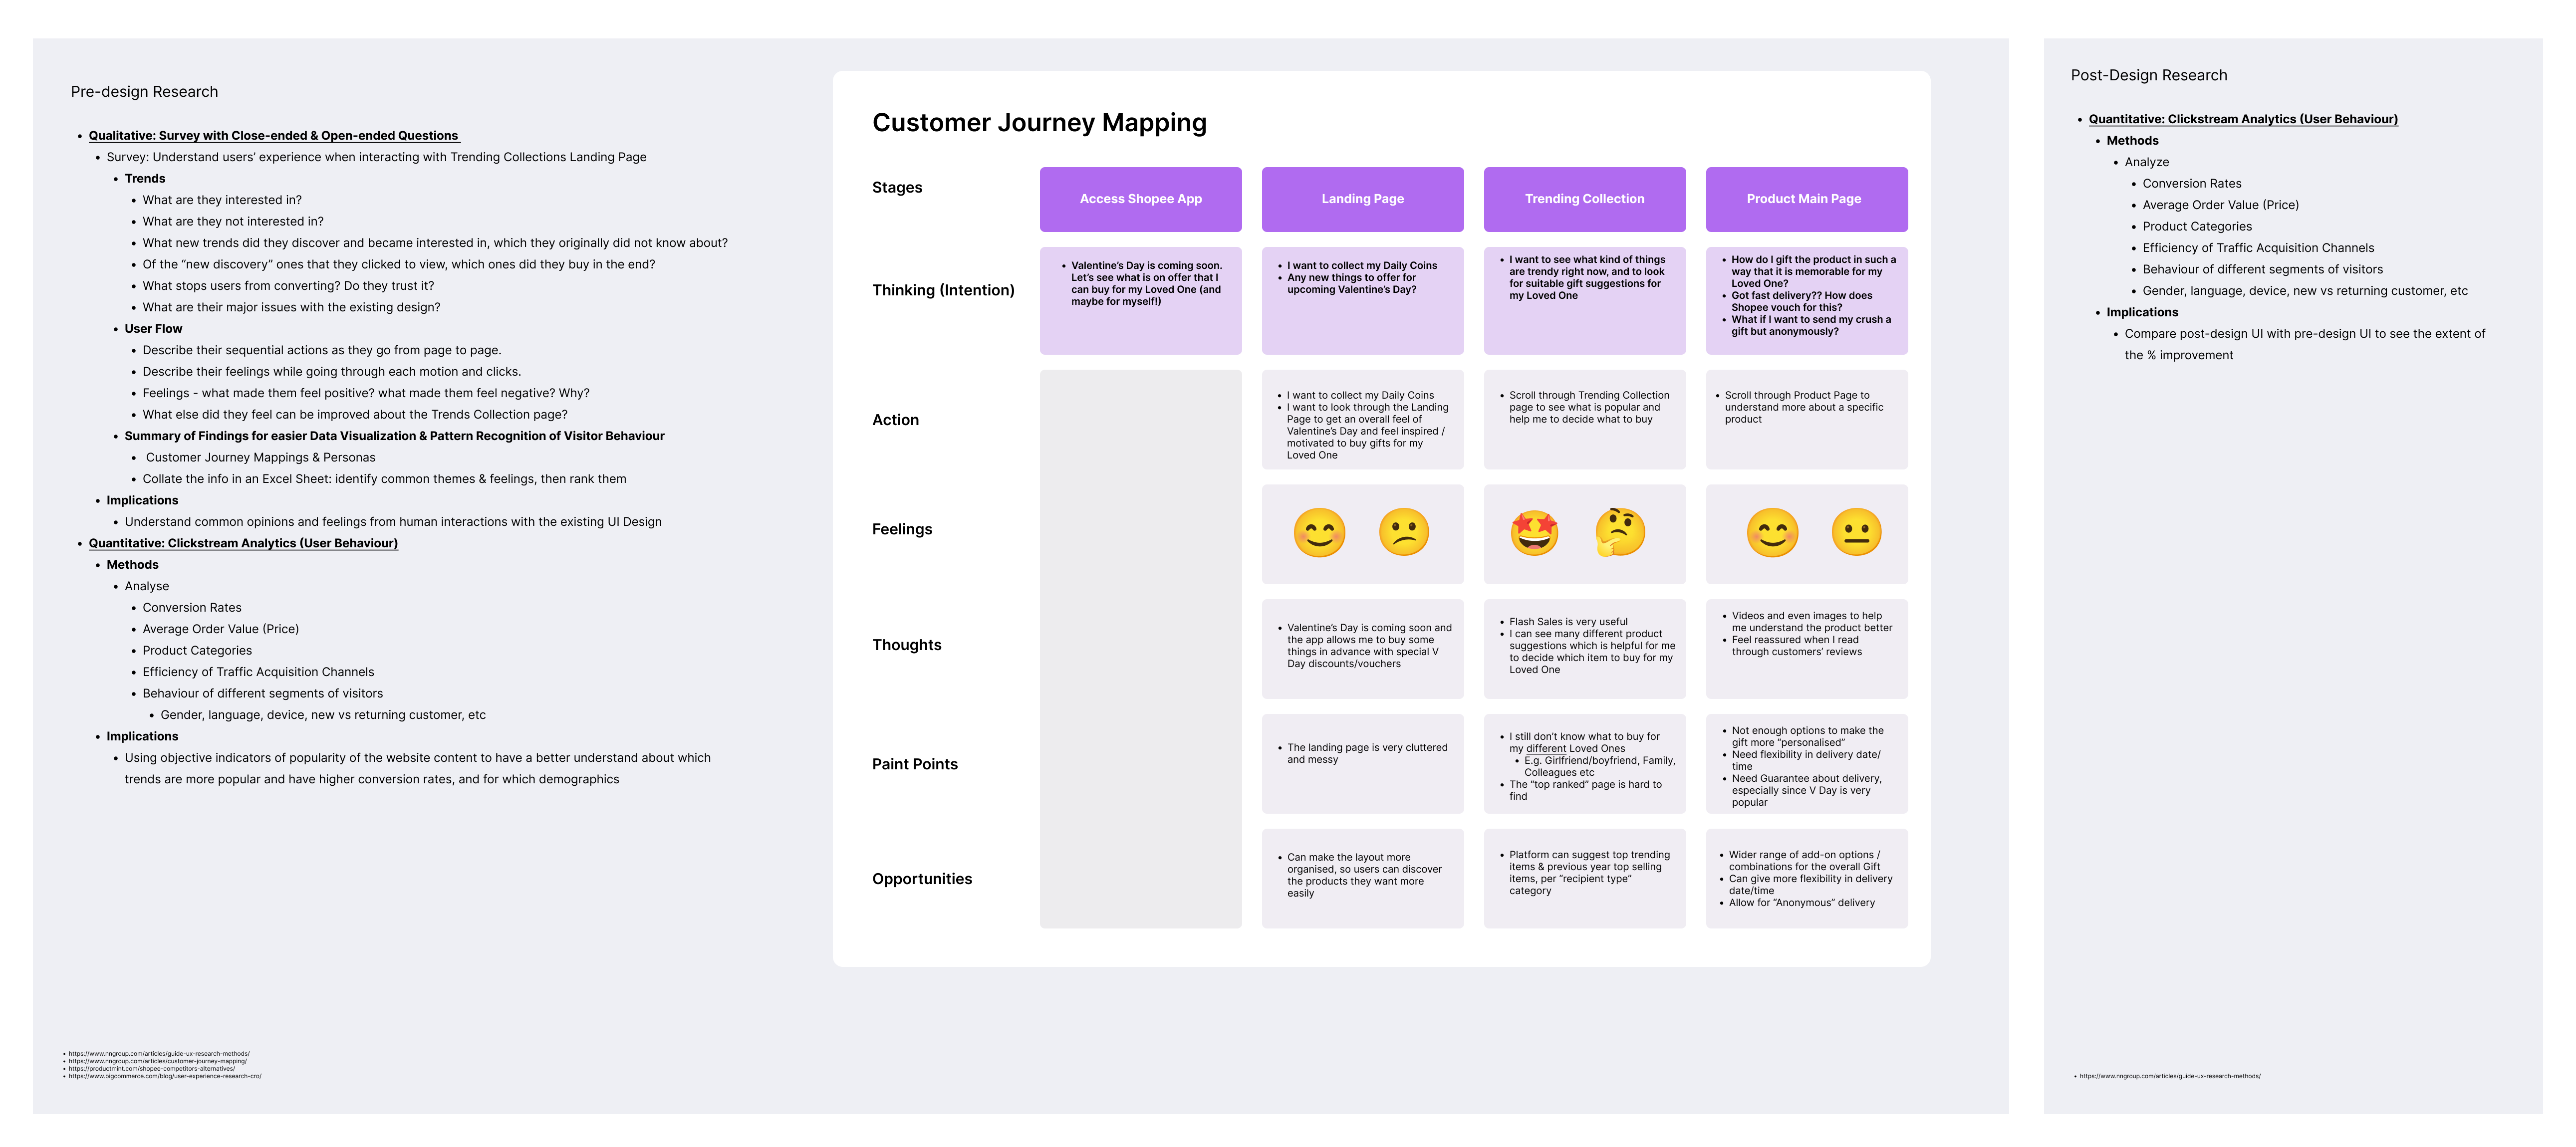 Pre-design Research
• Qualitative: Survey with Close-ended & Open-ended Questions
• Survey: Understand users’ experience when interacting with Trending Collections Landing Page
• Trends
• What are they interested in?
• What are they not interested in?
• What new trends did they discover and became interested in, which they originally did not know about?
• Of the “new discovery” ones that they clicked to view, which ones did they buy in the end?
• What stops users from converting? Do they trust it?
• What are their major issues with the existing design?
• User Flow
• Describe their sequential actions as they go from page to page.
• Describe their feelings while going through each motion and clicks.
• Feelings - what made them feel positive? what made them feel negative? Why?
• What else did they feel can be improved about the Trends Collection page?
• Summary of Findings for easier Data Visualization & Pattern Recognition of Visitor Behaviour
• Customer Journey Mappings & Personas
• Collate the info in an Excel Sheet: identify common themes & feelings, then rank them
• Implications
• Understand common opinions and feelings from human interactions with the existing UI Design
• Quantitative: Clickstream Analytics (User Behaviour)
• Methods
• Analyse
• Conversion Rates
• Average Order Value (Price)
• Product Categories
• Efficiency of Traffic Acquisition Channels
• Behaviour of different segments of visitors
• Gender, language, device, new vs returning customer, etc
• Implications
• Using objective indicators of popularity of the website content to have a better understand about which
trends are more popular and have higher conversion rates, and for which demographics
• https://www.nngroup.com/articles/guide-ux-research-methods/
• https://www.nngroup.com/articles/customer-journey-mapping/
• https://productmint.com/shopee-competitors-alternatives/
• https://www.bigcommerce.com/blog/user-experience-research-cro/
Customer Journey Mapping
Stages
Access Shopee App
Landing Page
Trending Collection
Product Main Page
Thinking (Intention)
• Valentine’s Day is coming soon.
Let’s see what is on offer that I
can buy for my Loved One (and
maybe for myself!)
• I want to collect my Daily Coins
• Any new things to offer for
upcoming Valentine’s Day?
• I want to see what kind of things
are trendy right now, and to look
for suitable gift suggestions for
my Loved One
• How do I gift the product in such a
way that it is memorable for my
Loved One?
• Got fast delivery?? How does
Shopee vouch for this?
• What if I want to send my crush a
gift but anonymously?
Action
• I want to collect my Daily Coins
• I want to look through the Landing
Page to get an overall feel of
Valentine’s Day and feel inspired /
motivated to buy gifts for my
Loved One
• Scroll through Trending Collection
page to see what is popular and
help me to decide what to buy
• Scroll through Product Page to
understand more about a specific
product
Feelings
Thoughts
• Valentine’s Day is coming soon and
the app allows me to buy some
things in advance with special V
Day discounts/vouchers
• Flash Sales is very useful
• I can see many different product
suggestions which is helpful for me
to decide which item to buy for my
Loved One
• Videos and even images to help
me understand the product better
• Feel reassured when I read
through customers’ reviews
Paint Points
• The landing page is very cluttered
and messy
• I still don’t know what to buy for
my different Loved Ones
• E.g. Girlfriend/boyfriend, Family,
Colleagues etc
• The “top ranked” page is hard to
find
• Not enough options to make the
gift more “personalised”
• Need flexibility in delivery date/
time
• Need Guarantee about delivery,
especially since V Day is very
popular
Opportunities
• Can make the layout more
organised, so users can discover
the products they want more
easily
• Platform can suggest top trending
items & previous year top selling
items, per “recipient type”
category
• Wider range of add-on options /
combinations for the overall Gift
• Can give more flexibility in delivery
date/time
• Allow for “Anonymous” delivery
Post-Design Research
• Quantitative: Clickstream Analytics (User Behaviour)
• Methods
• Analyze
• Conversion Rates
• Average Order Value (Price)
• Product Categories
• Efficiency of Traffic Acquisition Channels
• Behaviour of different segments of visitors
• Gender, language, device, new vs returning customer, etc
• Implications
• Compare post-design UI with pre-design UI to see the extent of
the % improvement
• https://www.nngroup.com/articles/guide-ux-research-methods/